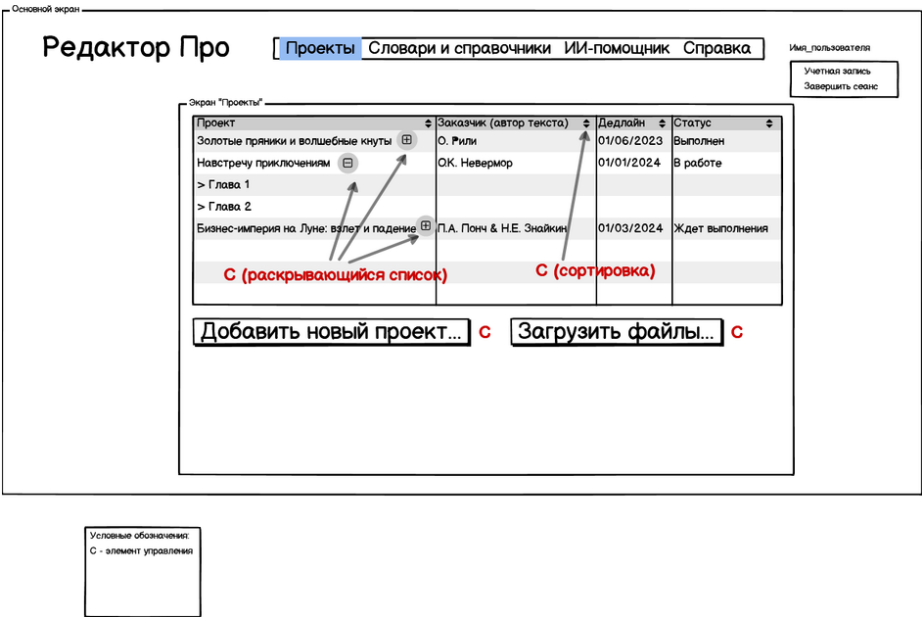 Основной экран
Редактор Про
Проекты Словари и справочники ИИ-помощник Справка
Имя_пользователя
Учетная запись
Завершить сеанс
Экран "Проекты"
Проект Заказчик (автор текста) Дедлайн Статус
Золотые пряники и волшебные кнуты О. Рили 01/06/2023 Выполнен
Навстречу приключениям О.К. Невермор 01/01/2024 В работе
> Глава 1
> Глава 2
Бизнес-империя на Луне: взлет и падение П.А. Понч & Н.Е. Знайкин 01/03/2024 Ждет выполнения
С (раскрывающийся список) С (сортировка)
Добавить новый проект... С Загрузить файлы... С
Условные обозначения:
С - элемент управления